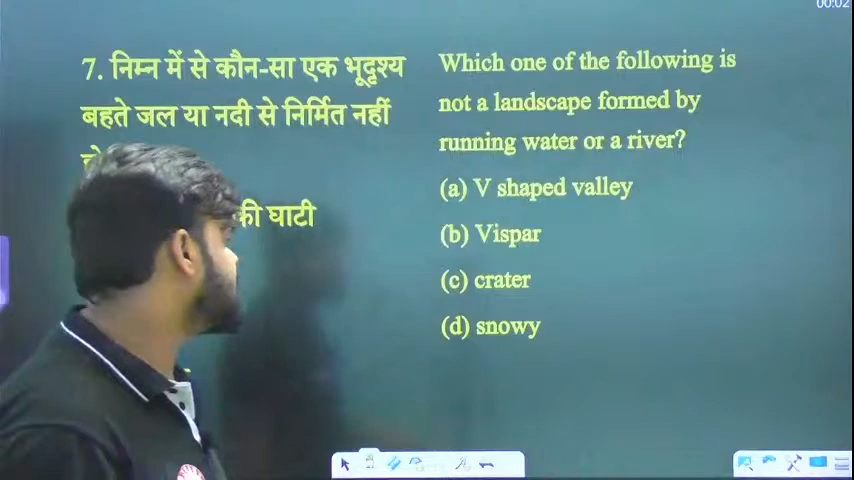 00:02
7. निम्न में से कौन-सा एक भूदृश्य
बहते जल या नदी से निर्मित नहीं
की घाटी
Which one of the following is
not a landscape formed by
running water or a river?
(a) V shaped valley
(b) Vispar
(c) crater
(d) snowy